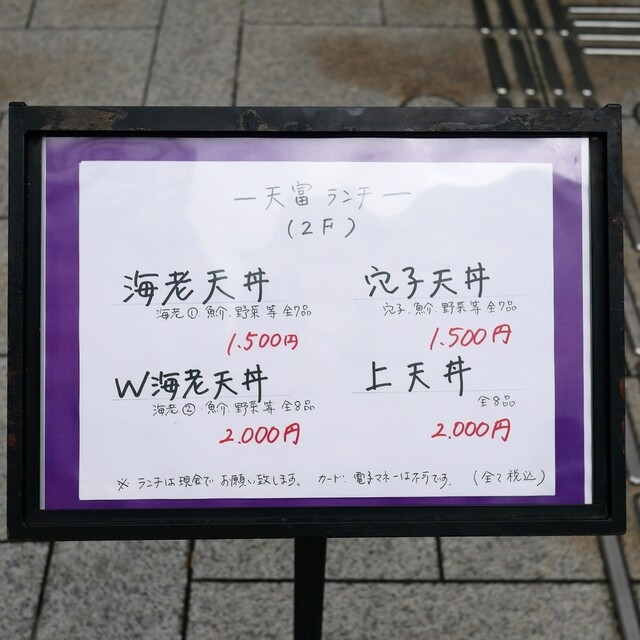 ―天富 ランチ―
(2F)
海老天丼
海老① 魚介 野菜 等 全7品
1.500円
穴子天丼
穴子 魚介 野菜等 全7品
1.500円
W海老天丼
海老② 魚介 野菜 等 全8品
2.000円
上天丼
全8品
2.000円
※ ランチは現金で お願い致します。 カード、電子マネーは不可です。 (全て税込)